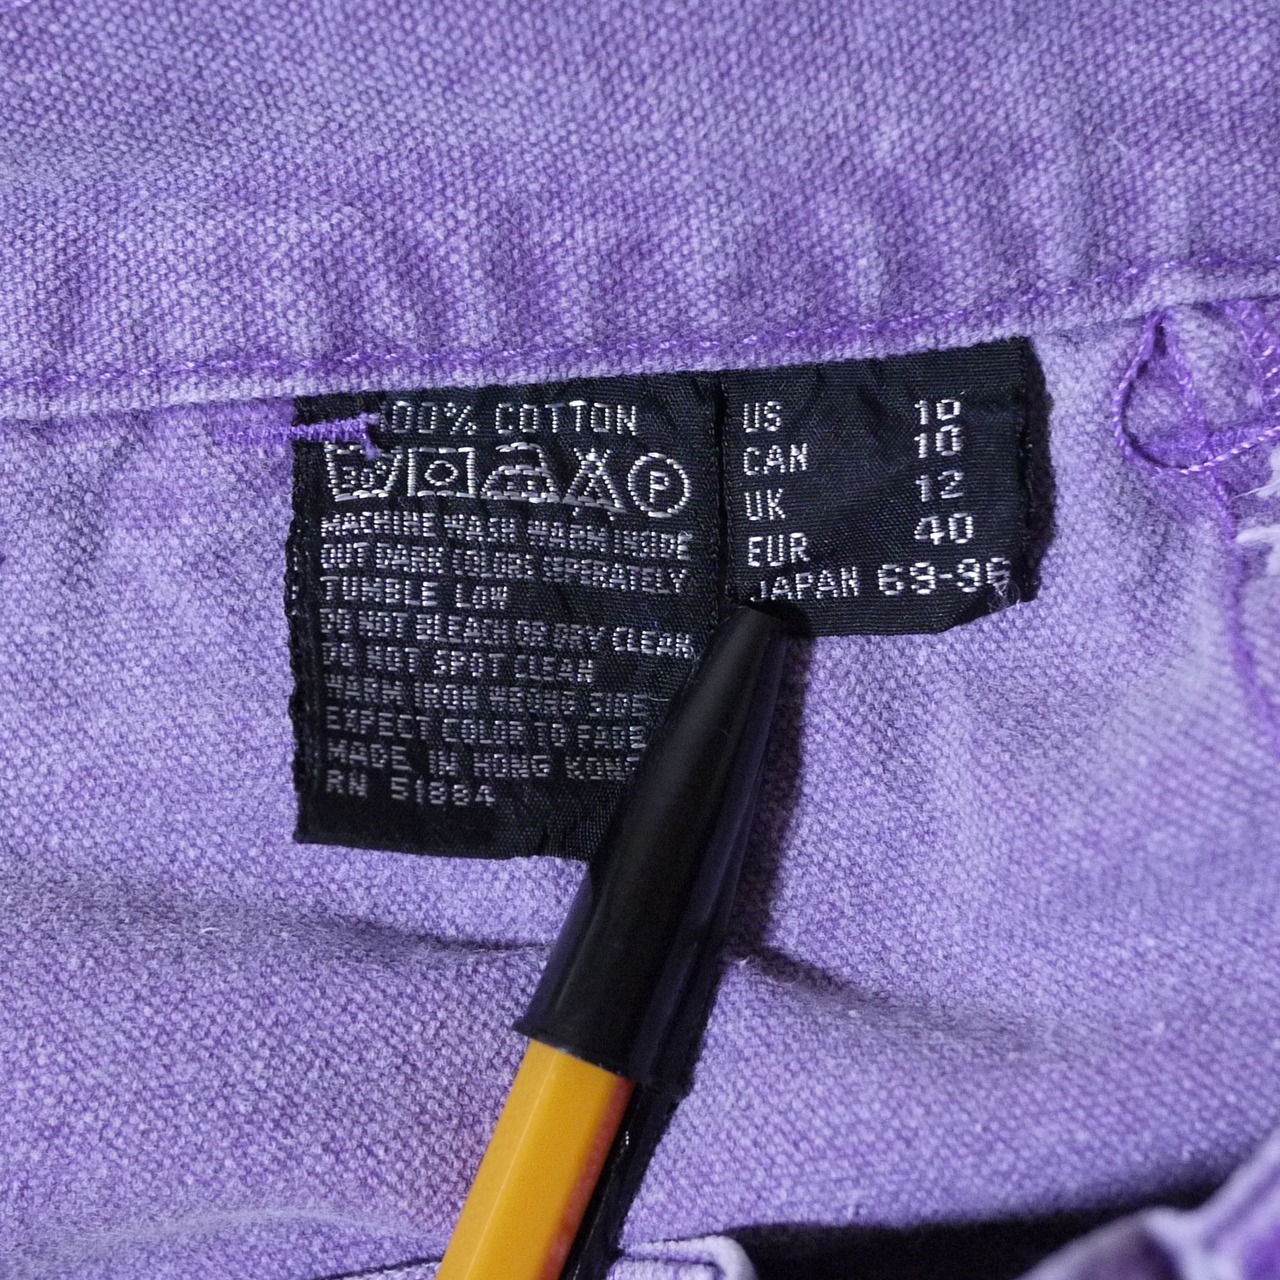 100% COTTON
30
P
MACHINE WASH WARM INSIDE
OUT DARK COLORS SPERATELY
TUMBLE LOW
DO NOT BLEACH OR DRY CLEAN
DO NOT SPOT CLEAN
WARM IRON WRONG SIDE
EXPECT COLOR TO FADE
MADE IN HONG KONG
RN 51884
US 10
CAN 10
UK 12
EUR 40
JAPAN 69-96